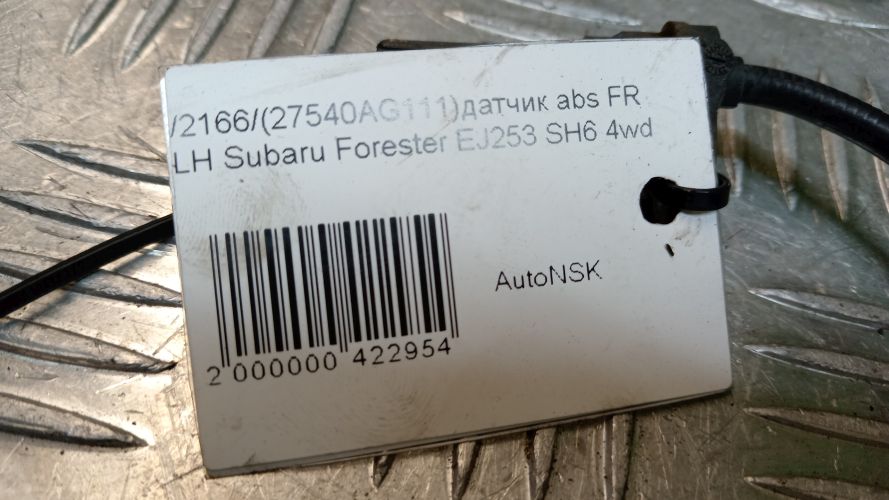 /2166/(27540AG111)датчик abs FR
LH Subaru Forester EJ253 SH6 4wd
AutoNSK
2 000000 422954